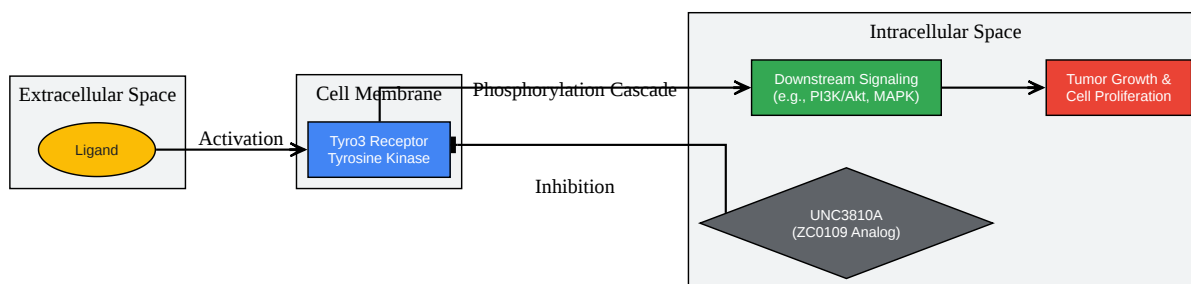 Intracellular Space
Extracellular Space
Cell Membrane
Phosphorylation Cascade
Downstream Signaling
(e.g., PI3K/Akt, MAPK)
Tumor Growth &
Cell Proliferation
Ligand
Activation
Tyro3 Receptor
Tyrosine Kinase
Inhibition
UNC3810A
(ZC0109 Analog)